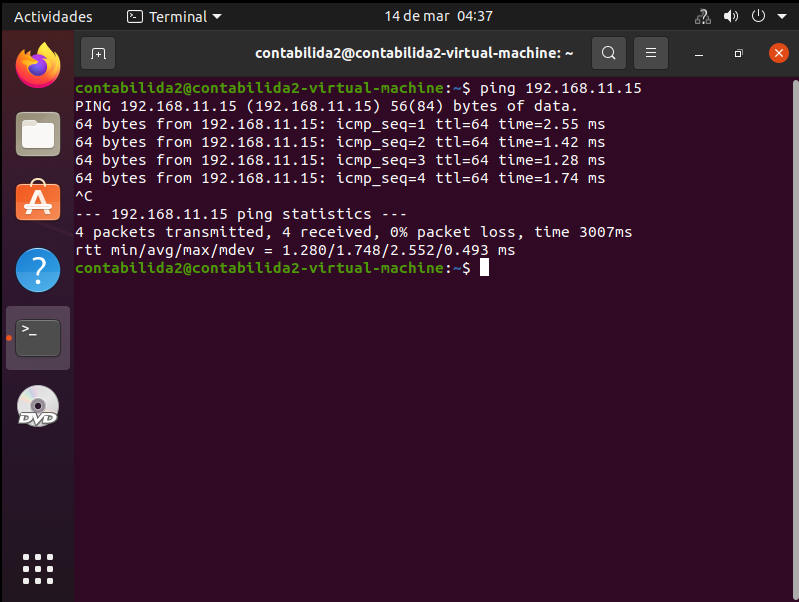 Actividades
Terminal
14 de mar 04:37
contabilida2@contabilida2-virtual-machine: ~
contabilida2@contabilida2-virtual-machine:~$ ping 192.168.11.15
PING 192.168.11.15 (192.168.11.15) 56(84) bytes of data.
64 bytes from 192.168.11.15: icmp_seq=1 ttl=64 time=2.55 ms
64 bytes from 192.168.11.15: icmp_seq=2 ttl=64 time=1.42 ms
64 bytes from 192.168.11.15: icmp_seq=3 ttl=64 time=1.28 ms
64 bytes from 192.168.11.15: icmp_seq=4 ttl=64 time=1.74 ms
^C
--- 192.168.11.15 ping statistics ---
4 packets transmitted, 4 received, 0% packet loss, time 3007ms
rtt min/avg/max/mdev = 1.280/1.748/2.552/0.493 ms
contabilida2@contabilida2-virtual-machine:~$
DVD